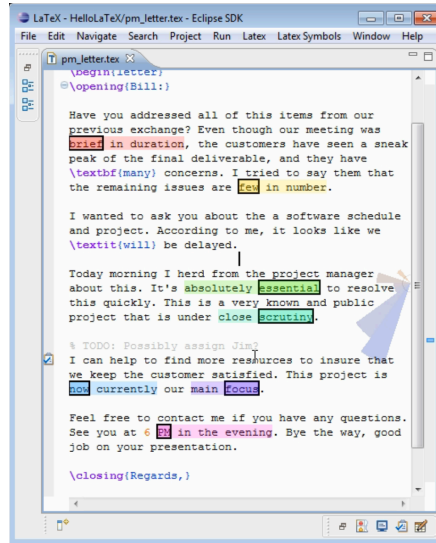 LaTeX - HelloLaTeX/pm_letter.tex - Eclipse SDK
File Edit Navigate Search Project Run Latex Latex Symbols Window Help
pm_letter.tex
\begin{letter}
\opening{Bill:}
Have you addressed all of this items from our
previous exchange? Even though our meeting was
brief in duration, the customers have seen a sneak
peak of the final deliverable, and they have
\textbf{many} concerns. I tried to say them that
the remaining issues are few in number.
I wanted to ask you about the a software schedule
and project. According to me, it looks like we
\textit{will} be delayed.
Today morning I herd from the project manager
about this. It's absolutely essential to resolve
this quickly. This is a very known and public
project that is under close scrutiny.
% TODO: Possibly assign Jim?
I can help to find more resources to insure that
we keep the customer satisfied. This project is
now currently our main focus.
Feel free to contact me if you have any questions.
See you at 6 PM in the evening. Bye the way, good
job on your presentation.
\closing{Regards,}